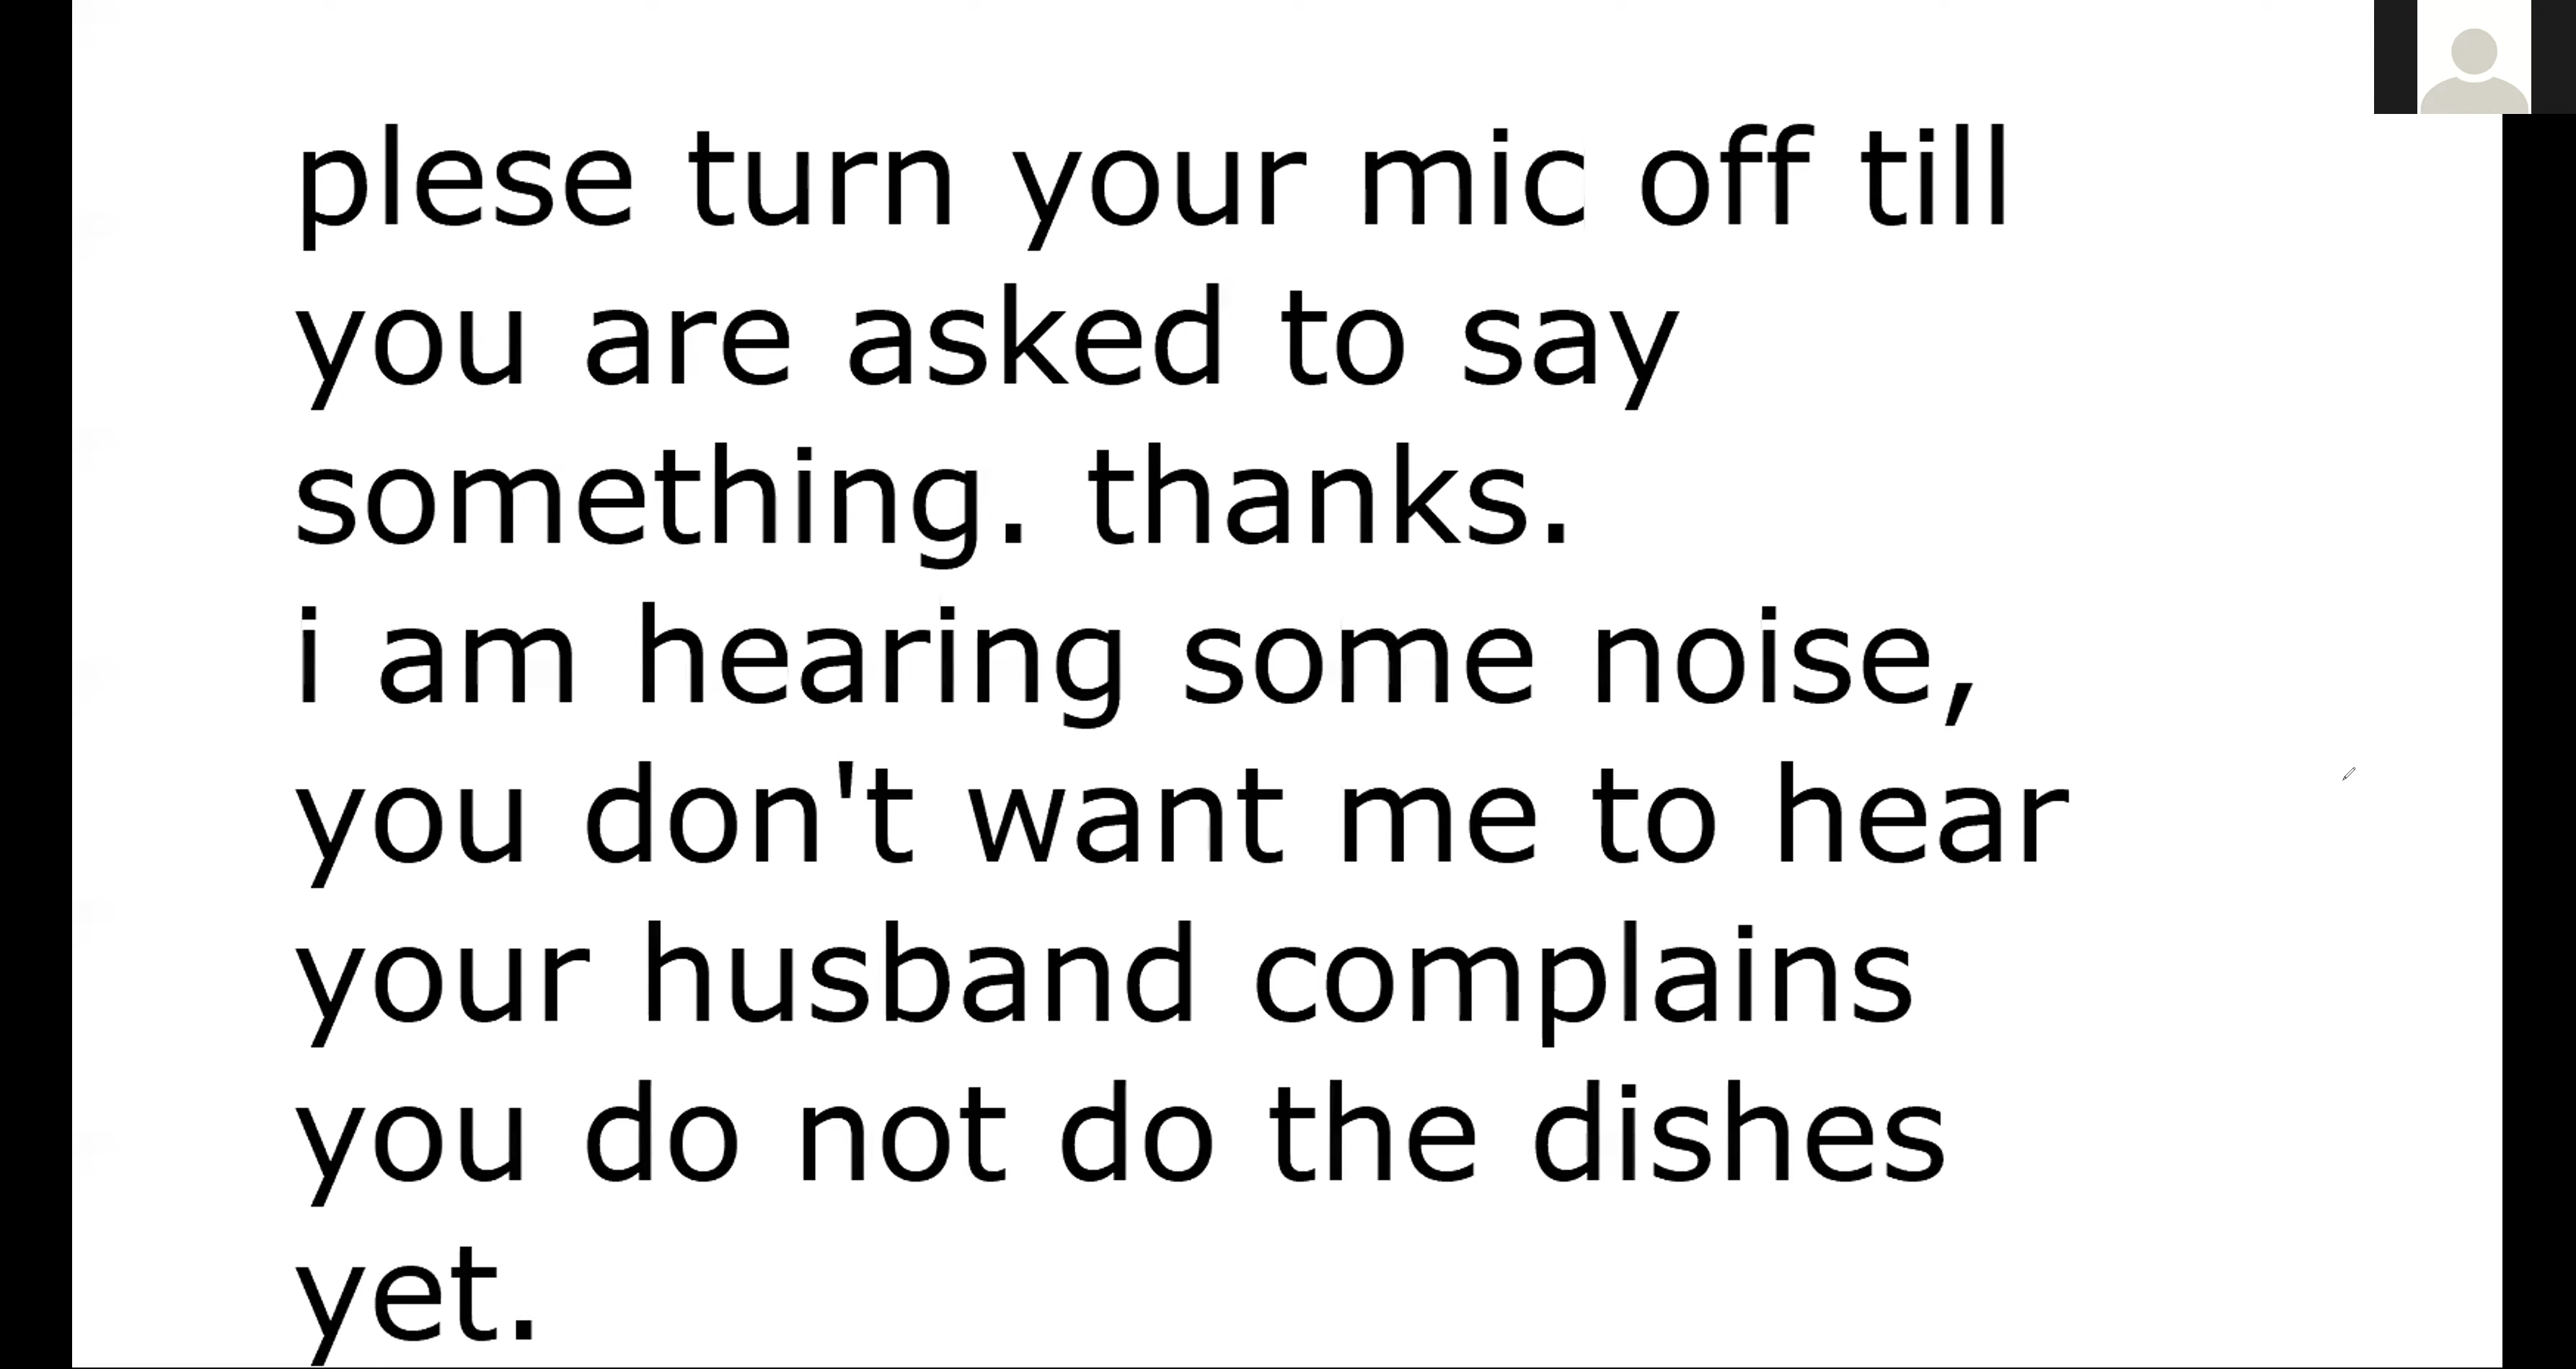 plese turn your mic off till
you are asked to say
something. thanks.
i am hearing some noise,
you don't want me to hear
your husband complains
you do not do the dishes
yet.